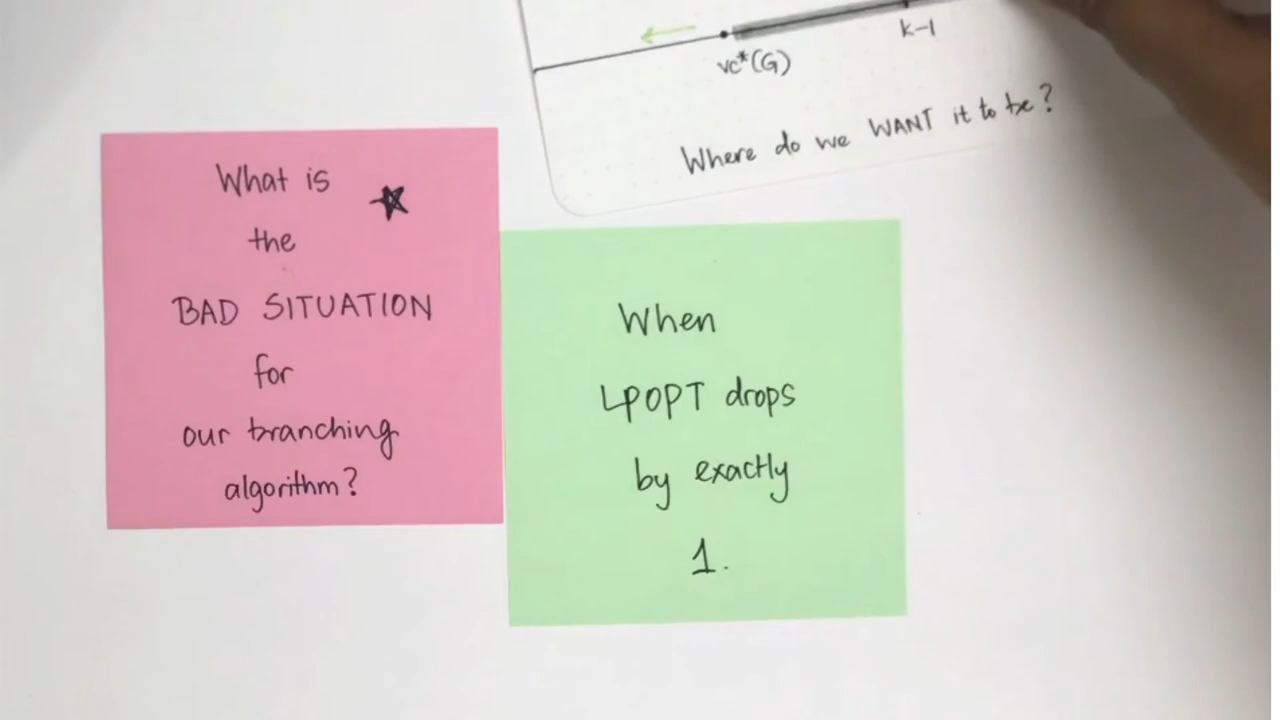 k-1
vc*(G)
Where do we WANT it to be?
What is
the
BAD SITUATION
for
our branching
algorithm?
When
LPOPT drops
by exactly
1.